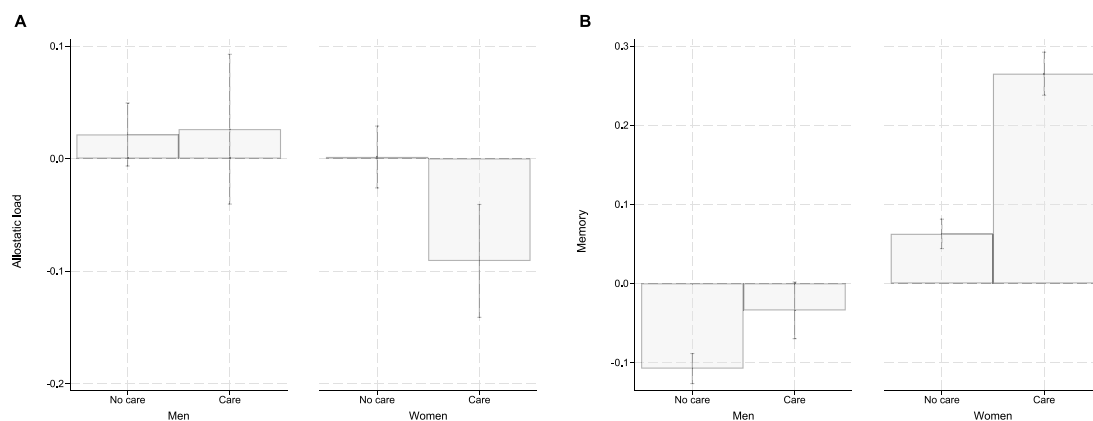 A
Allostatic load
0.1
0.0
-0.1
-0.2
No care
Care
Men
No care
Care
Women
B
Memory
0.3
0.2
0.1
0.0
-0.1
No care
Care
Men
No care
Care
Women